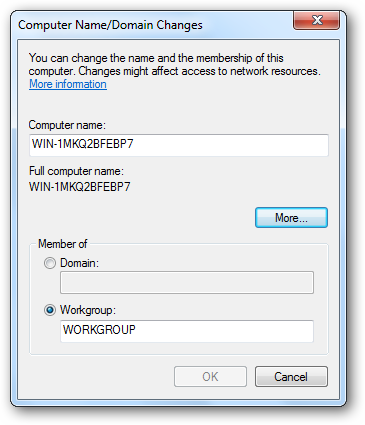 Computer Name/Domain Changes
You can change the name and the membership of this
computer. Changes might affect access to network resources.
More information
Computer name:
WIN-1MKQ2BFEBP7
Full computer name:
WIN-1MKQ2BFEBP7
More...
Member of
Domain:
Workgroup:
WORKGROUP
OK
Cancel